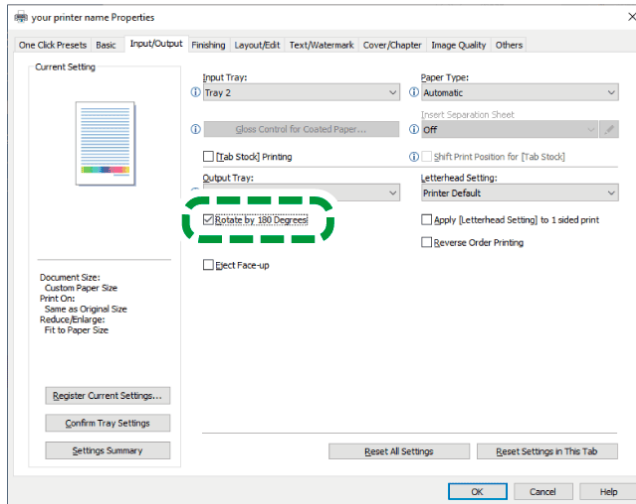 your printer name Properties
One Click Presets Basic Input/Output Finishing Layout/Edit Text/Watermark Cover/Chapter Image Quality Others
Current Setting
Document Size:
Custom Paper Size
Print On:
Same as Original Size
Reduce/Enlarge:
Fit to Paper Size
Register Current Settings...
Confirm Tray Settings
Settings Summary
Input Tray:
Tray 2
Gloss Control for Coated Paper...
[Tab Stock] Printing
Output Tray:
Rotate by 180 Degrees
Eject Face-up
Paper Type:
Automatic
Insert Separation Sheet
Off
Shift Print Position for [Tab Stock]
Letterhead Setting:
Printer Default
Apply [Letterhead Setting] to 1 sided print
Reverse Order Printing
Reset All Settings Reset Settings in This Tab
OK Cancel Help